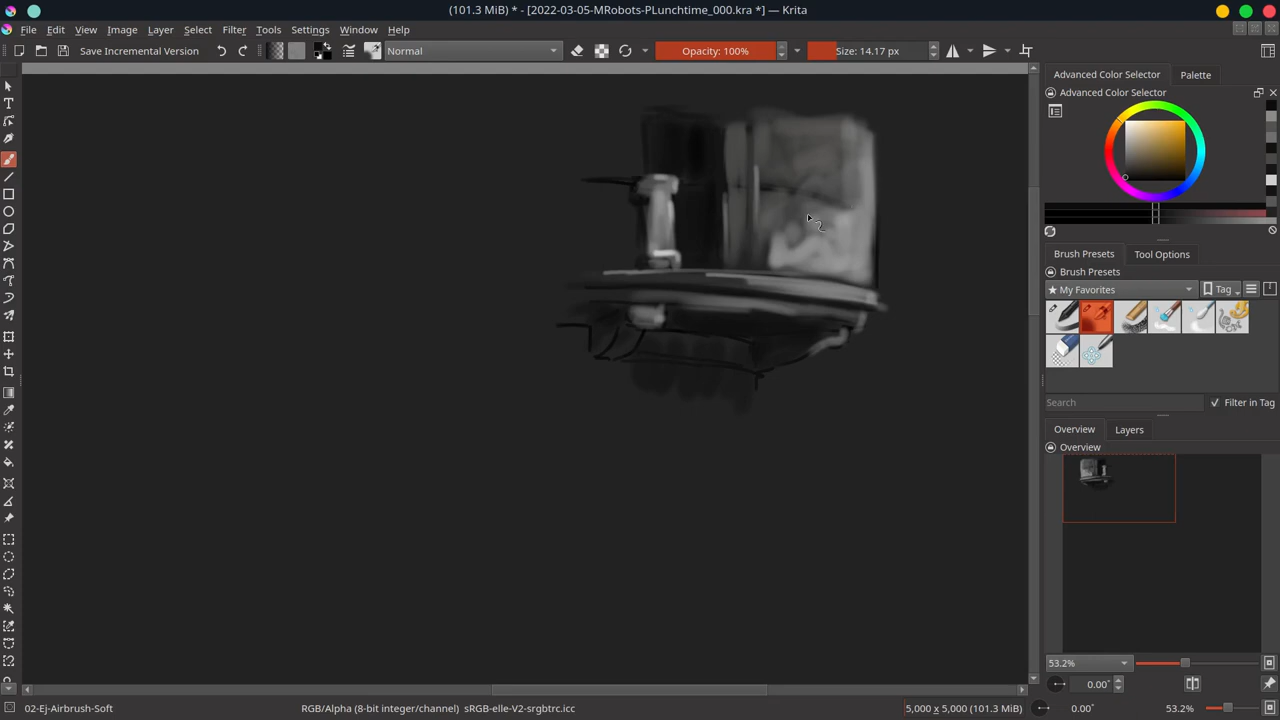 (101.3 MiB) * - [2022-03-05-MRobots-PLunchtime_000.kra *] — Krita
File Edit View Image Layer Select Filter Tools Settings Window Help
Save Incremental Version Normal Opacity: 100% Size: 14.17 px
Advanced Color Selector Palette
Advanced Color Selector
Brush Presets Tool Options
Brush Presets
★ My Favorites Tag
Search ✓ Filter in Tag
Overview Layers
Overview
53.2%
0.00°
02-Ej-Airbrush-Soft RGB/Alpha (8-bit integer/channel) sRGB-elle-V2-srgbtrc.icc 5,000 x 5,000 (101.3 MiB) 0.00° 53.2%